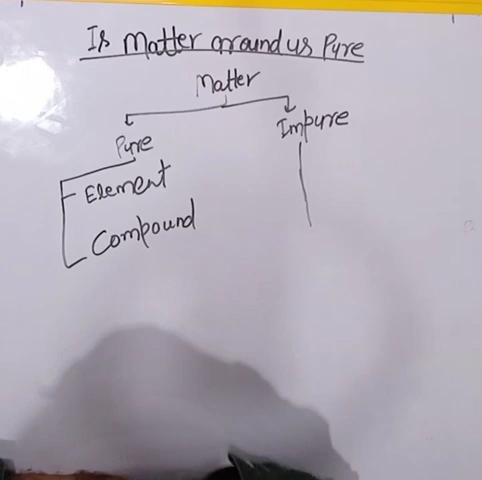 Is Matter around us Pure
Matter
Pure
Impure
Element
Compound